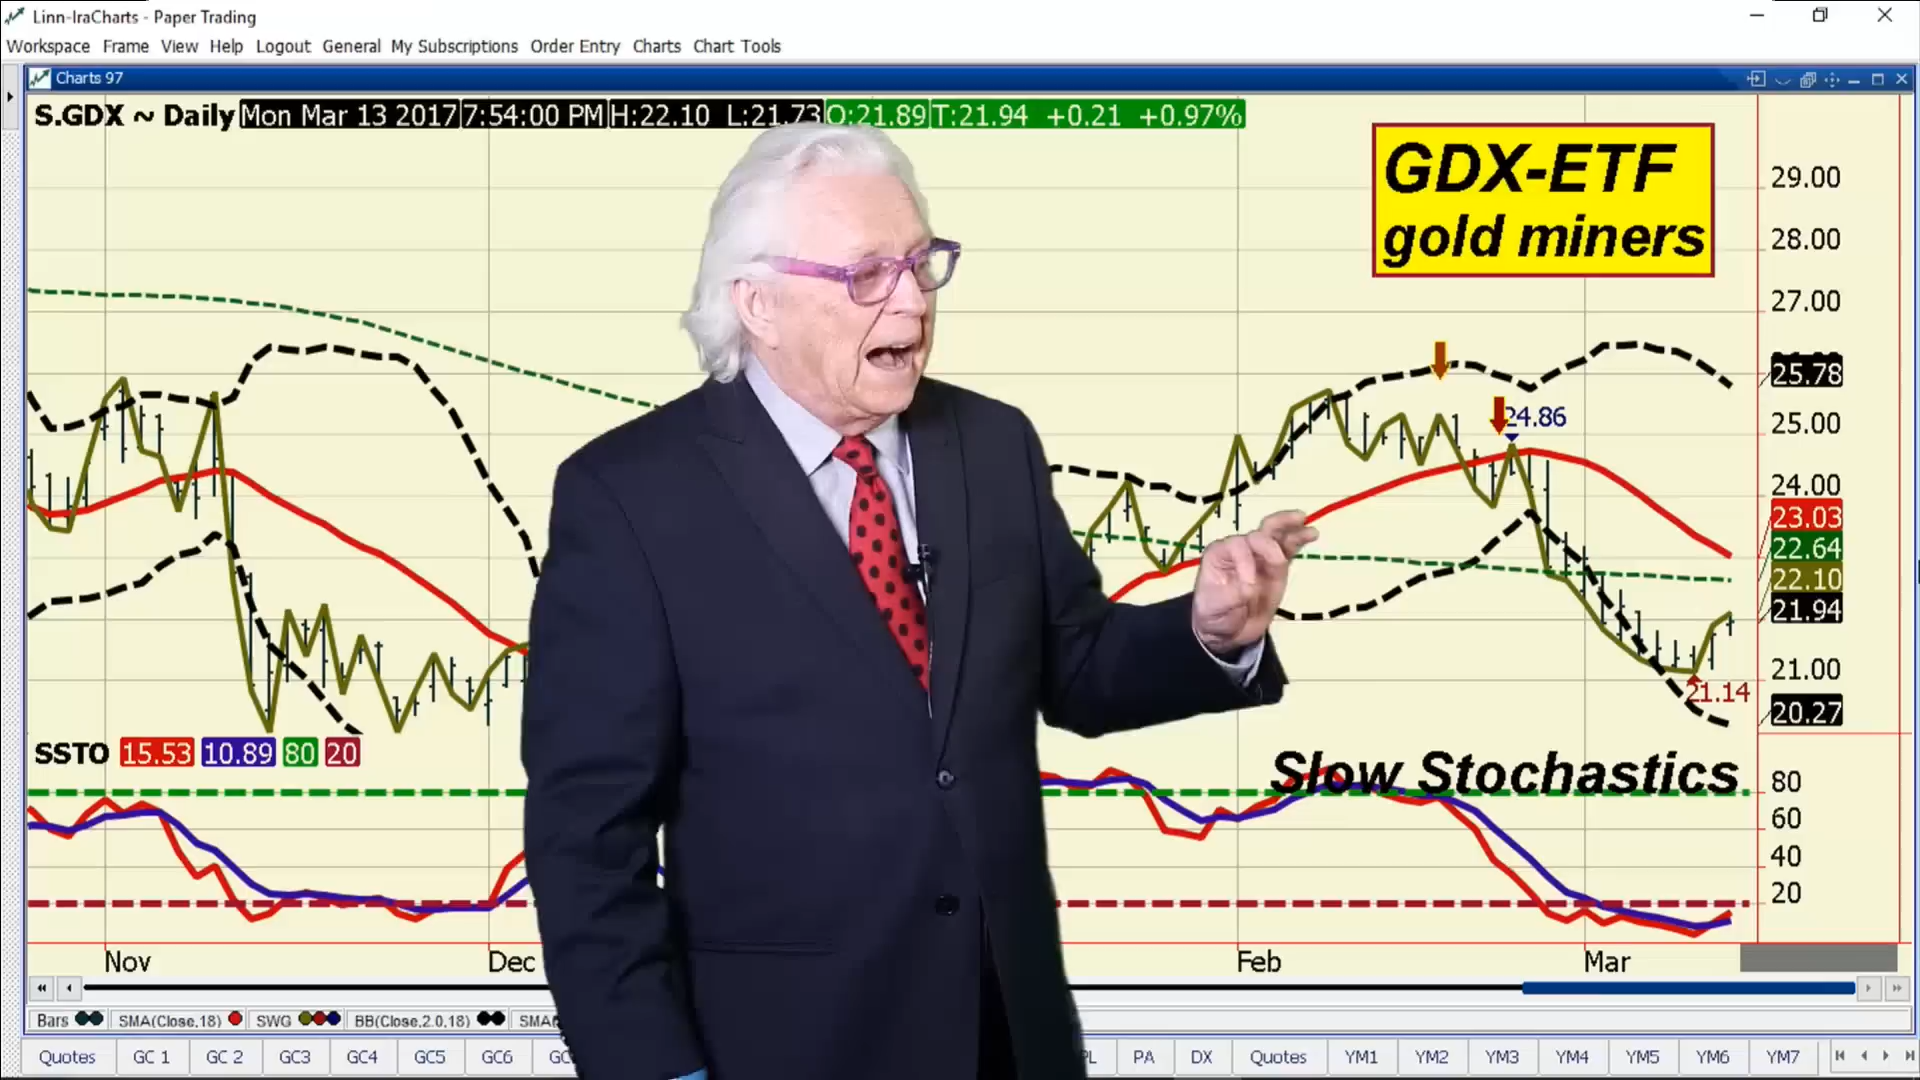 Linn-IraCharts - Paper Trading
Workspace Frame View Help Logout General My Subscriptions Order Entry Charts Chart Tools
Charts 97
S.GDX ~ Daily Mon Mar 13 2017 7:54:00 PM H:22.10 L:21.73 O:21.89 T:21.94 +0.21 +0.97%
GDX-ETF
gold miners
29.00
28.00
27.00
25.78
24.86
25.00
24.00
23.03
22.64
22.10
21.94
21.00
21.14
20.27
SSTO 15.53 10.89 80 20
Slow Stochastics
80
60
40
20
Nov Dec Feb Mar
Bars SMA(Close,18) SWG BB(Close,2.0,18)
Quotes GC 1 GC 2 GC3 GC4 GC5 GC6 PA DX Quotes YM1 YM2 YM3 YM4 YM5 YM6 YM7